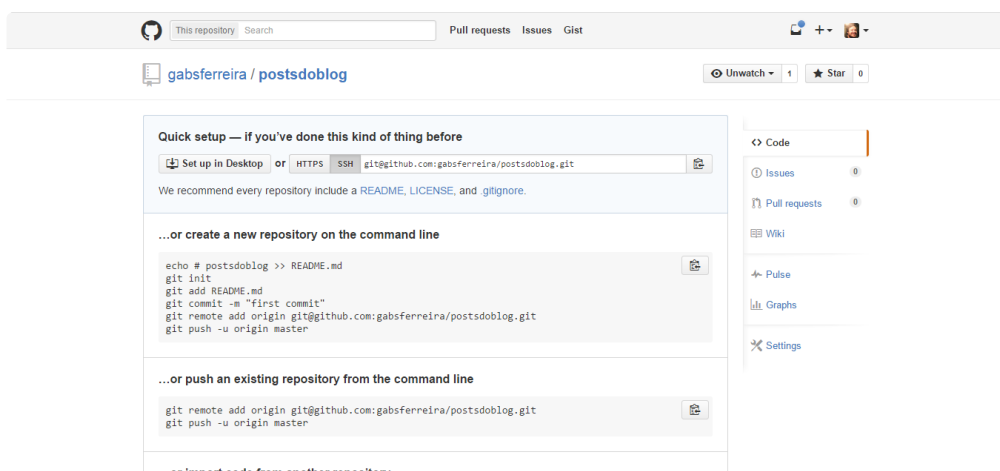 This repository Search Pull requests Issues Gist
gabsferreira / postsdoblog
Unwatch 1 Star 0
Quick setup — if you've done this kind of thing before
Set up in Desktop or HTTPS SSH git@github.com:gabsferreira/postsdoblog.git
We recommend every repository include a README, LICENSE, and .gitignore.
…or create a new repository on the command line
echo # postsdoblog >> README.md
git init
git add README.md
git commit -m "first commit"
git remote add origin git@github.com:gabsferreira/postsdoblog.git
git push -u origin master
…or push an existing repository from the command line
git remote add origin git@github.com:gabsferreira/postsdoblog.git
git push -u origin master
Code
Issues 0
Pull requests 0
Wiki
Pulse
Graphs
Settings